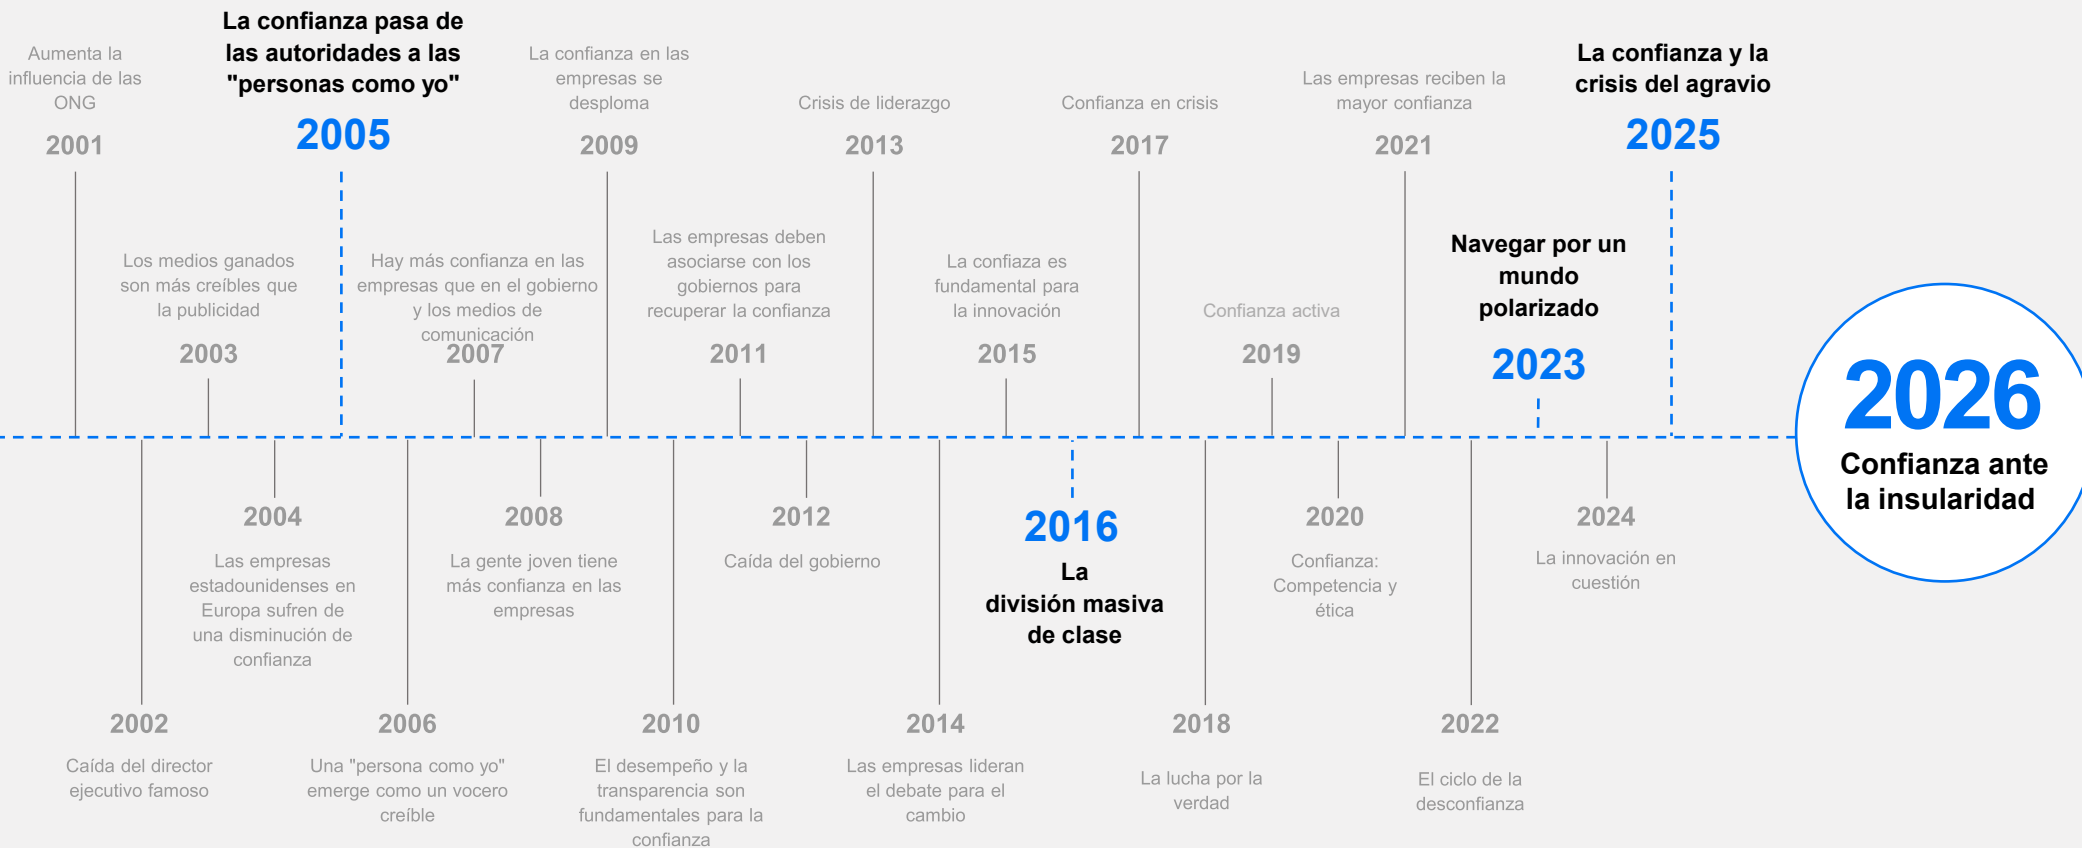 Aumenta la
influencia de las
ONG
2001
Caída del director
ejecutivo famoso
2002
Los medios ganados
son más creíbles que
la publicidad
2003
2004
Las empresas
estadounidenses en
Europa sufren de
una disminución de
confianza
La confianza pasa de
las autoridades a las
"personas como yo"
2005
2006
Una "persona como yo"
emerge como un vocero
creíble
Hay más confianza en las
empresas que en el gobierno
y los medios de
comunicación
2007
2008
La gente joven tiene
más confianza en las
empresas
La confianza en las
empresas se
desploma
2009
2010
El desempeño y la
transparencia son
fundamentales para la
confianza
Las empresas deben
asociarse con los
gobiernos para
recuperar la confianza
2011
2012
Caída del gobierno
Crisis de liderazgo
2013
2014
Las empresas lideran
el debate para el
cambio
La confiaza es
fundamental para
la innovación
2015
2016
La
división masiva
de clase
Confianza en crisis
2017
2018
La lucha por la
verdad
Confianza activa
2019
2020
Confianza:
Competencia y
ética
Las empresas reciben la
mayor confianza
2021
2022
El ciclo de la
desconfianza
Navegar por un
mundo
polarizado
2023
2024
La innovación en
cuestión
La confianza y la
crisis del agravio
2025
2026
Confianza ante
la insularidad